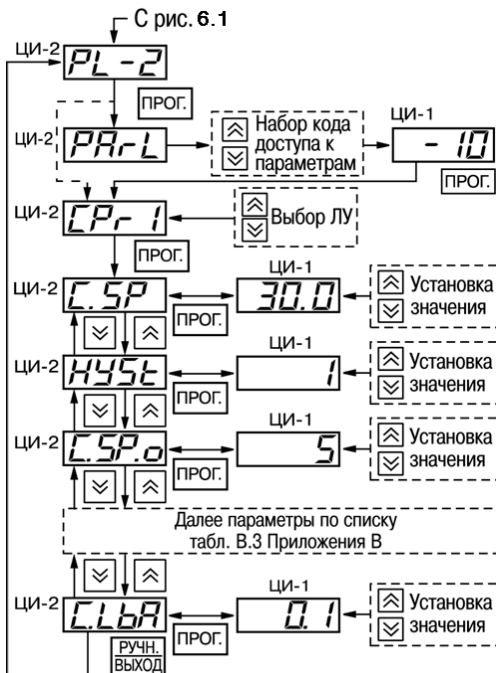 С рис. 6.1
ЦИ-2 PL-2
ПРОГ.
ЦИ-1
ЦИ-2 PArL
Набор кода
доступа к
параметрам
- 10
ПРОГ.
ЦИ-2 CPr1
Выбор ЛУ
ПРОГ.
ЦИ-1
ЦИ-2 C.SP
ПРОГ.
30.0
Установка
значения
ЦИ-1
ЦИ-2 HYSt
ПРОГ.
1
Установка
значения
ЦИ-1
ЦИ-2 C.SP.o
ПРОГ.
5
Установка
значения
Далее параметры по списку
табл. В.3 Приложения В
ЦИ-1
ЦИ-2 C.LbA
ПРОГ.
0.1
Установка
значения
РУЧН.
ВЫХОД